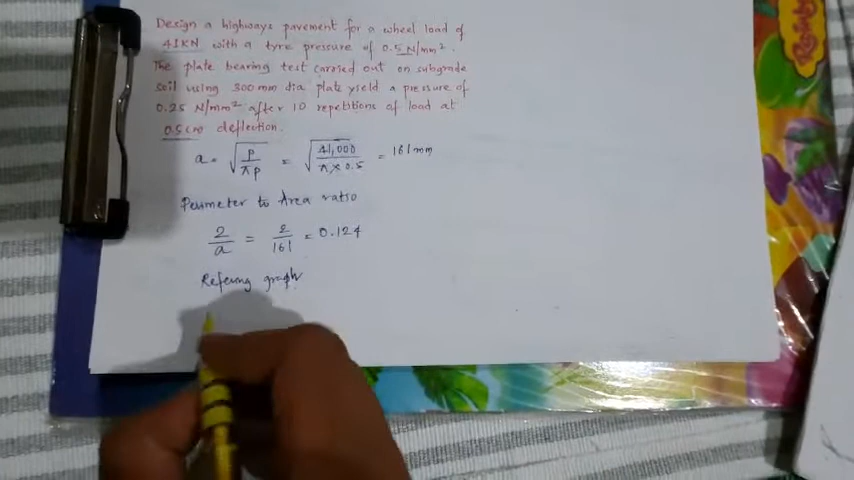 Design a highways pavement for a wheel load of
41KN with a tyre pressure of 0.5 N/mm².
The plate bearing test carried out on subgrade
soil using 300mm dia plate yield a pressure of
0.25 N/mm² after 10 repetitions of load at
0.5cm deflection.
a = √(P/πp) = √(41,000/π×0.5) = 161mm
Perimeter to Area ratio
2/a = 2/161 = 0.124
Refering graph